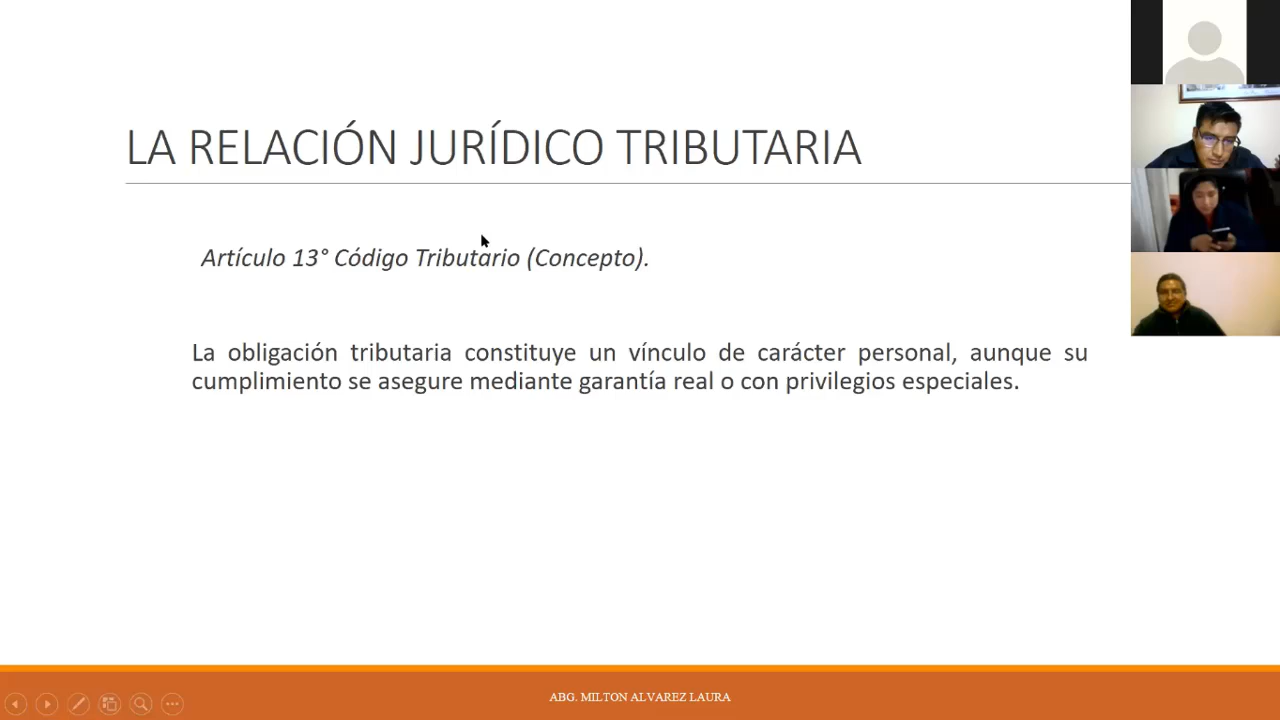 LA RELACIÓN JURÍDICO TRIBUTARIA
Artículo 13° Código Tributario (Concepto).
La obligación tributaria constituye un vínculo de carácter personal, aunque su
cumplimiento se asegure mediante garantía real o con privilegios especiales.
ABG. MILTON ALVAREZ LAURA